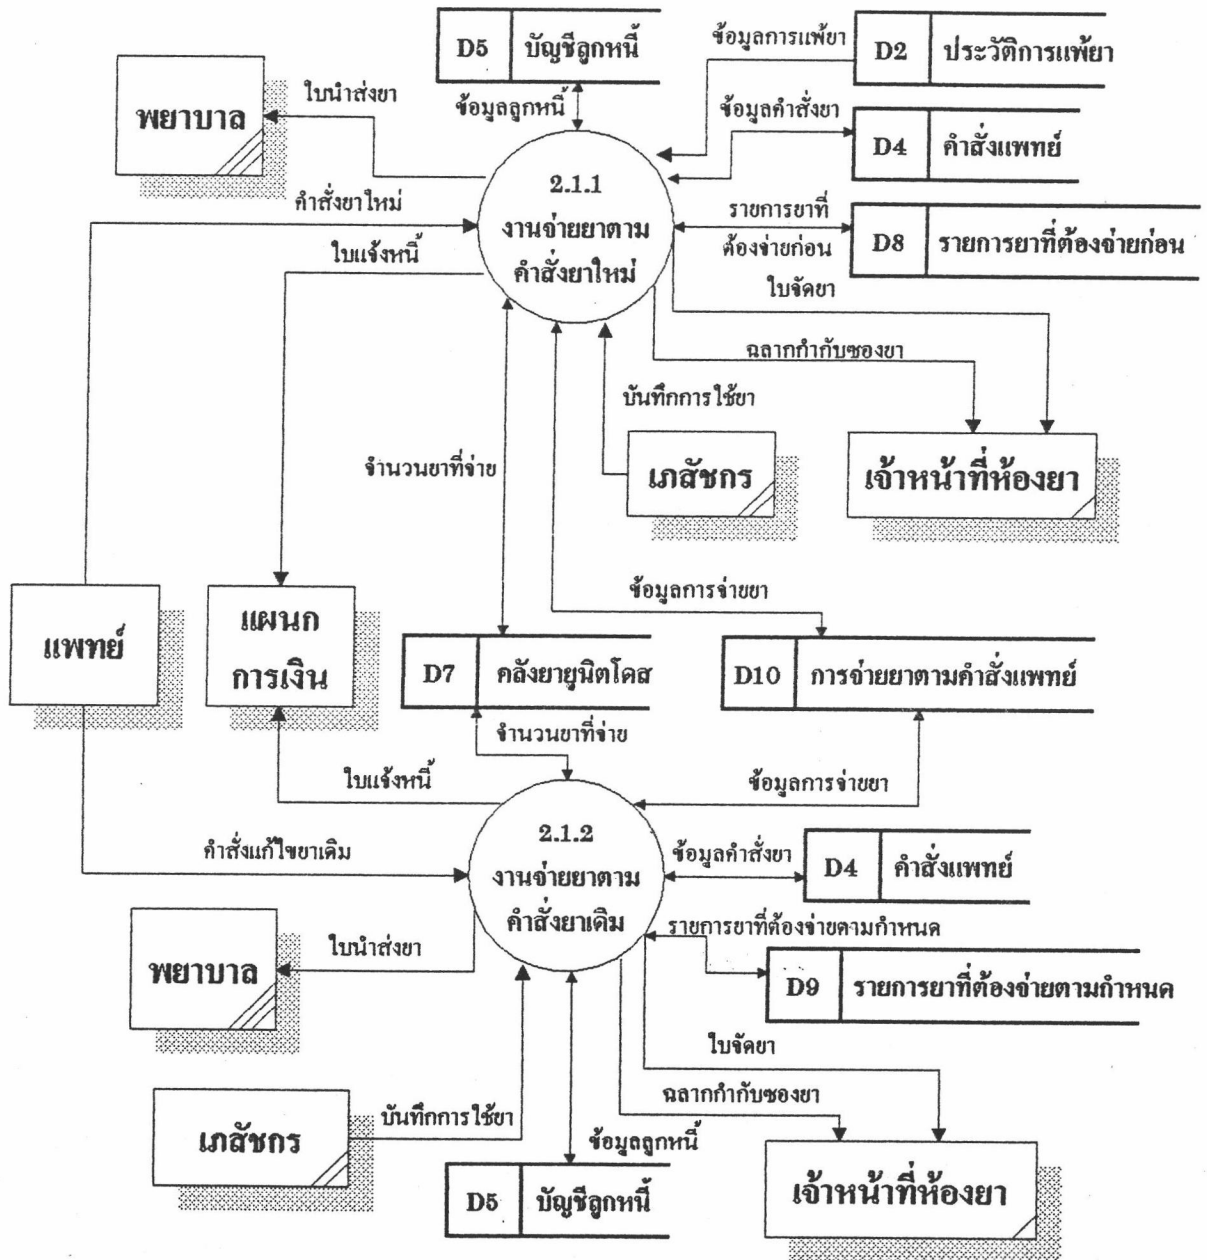 D5
บัญชีลูกหนี้
ข้อมูลการแพ้ยา
D2
ประวัติการแพ้ยา
พยาบาล
ใบนำส่งยา
ข้อมูลลูกหนี้
ข้อมูลคำสั่งยา
D4
คำสั่งแพทย์
คำสั่งยาใหม่
2.1.1
งานจ่ายยาตาม
คำสั่งยาใหม่
รายการยาที่
ต้องจ่ายก่อน
D8
รายการยาที่ต้องจ่ายก่อน
ใบแจ้งหนี้
ใบจัดยา
ฉลากกำกับซองยา
บันทึกการใช้ยา
จำนวนยาที่จ่าย
เภสัชกร
เจ้าหน้าที่ห้องยา
ข้อมูลการจ่ายยา
แพทย์
แผนก
การเงิน
D7
คลังยายูนิตโดส
D10
การจ่ายยาตามคำสั่งแพทย์
จำนวนยาที่จ่าย
ใบแจ้งหนี้
ข้อมูลการจ่ายยา
คำสั่งแก้ไขยาเดิม
2.1.2
งานจ่ายยาตาม
คำสั่งยาเดิม
ข้อมูลคำสั่งยา
D4
คำสั่งแพทย์
รายการยาที่ต้องจ่ายตามกำหนด
พยาบาล
ใบนำส่งยา
D9
รายการยาที่ต้องจ่ายตามกำหนด
ใบจัดยา
ฉลากกำกับซองยา
เภสัชกร
บันทึกการใช้ยา
ข้อมูลลูกหนี้
D5
บัญชีลูกหนี้
เจ้าหน้าที่ห้องยา